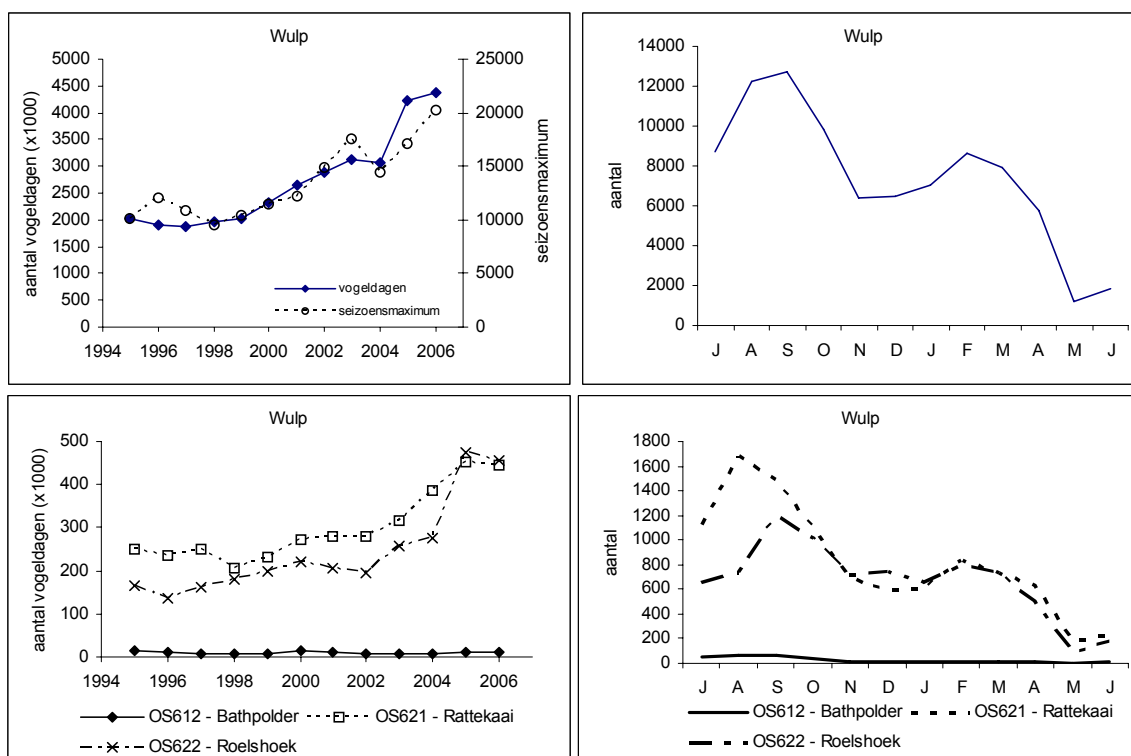 Wulp
aantal vogeldagen (x1000)
5000
4500
4000
3500
3000
2500
2000
1500
1000
500
0
25000
20000
15000
10000
5000
0
seizoensmaximum
vogeldagen
seizoensmaximum
1994 1996 1998 2000 2002 2004 2006
Wulp
aantal
14000
12000
10000
8000
6000
4000
2000
0
J A S O N D J F M A M J
Wulp
aantal vogeldagen (x1000)
500
400
300
200
100
0
1994 1996 1998 2000 2002 2004 2006
OS612 - Bathpolder OS621 - Rattekaai
OS622 - Roelshoek
Wulp
aantal
1800
1600
1400
1200
1000
800
600
400
200
0
J A S O N D J F M A M J
OS612 - Bathpolder OS621 - Rattekaai
OS622 - Roelshoek